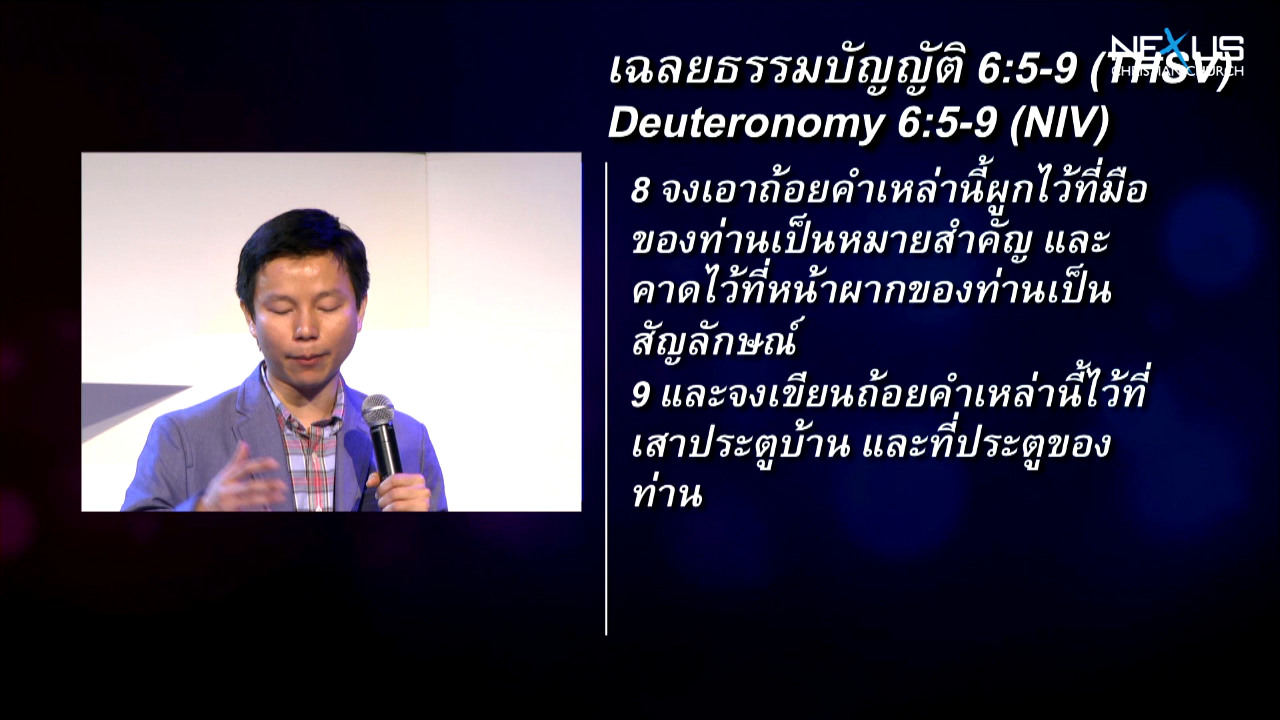 NEXUS
CHRISTIAN CHURCH
เฉลยธรรมบัญญัติ 6:5-9 (THSV)
Deuteronomy 6:5-9 (NIV)
8 จงเอาถ้อยคำเหล่านี้ผูกไว้ที่มือ
ของท่านเป็นหมายสำคัญ และ
คาดไว้ที่หน้าผากของท่านเป็น
สัญลักษณ์
9 และจงเขียนถ้อยคำเหล่านี้ไว้ที่
เสาประตูบ้าน และที่ประตูของ
ท่าน